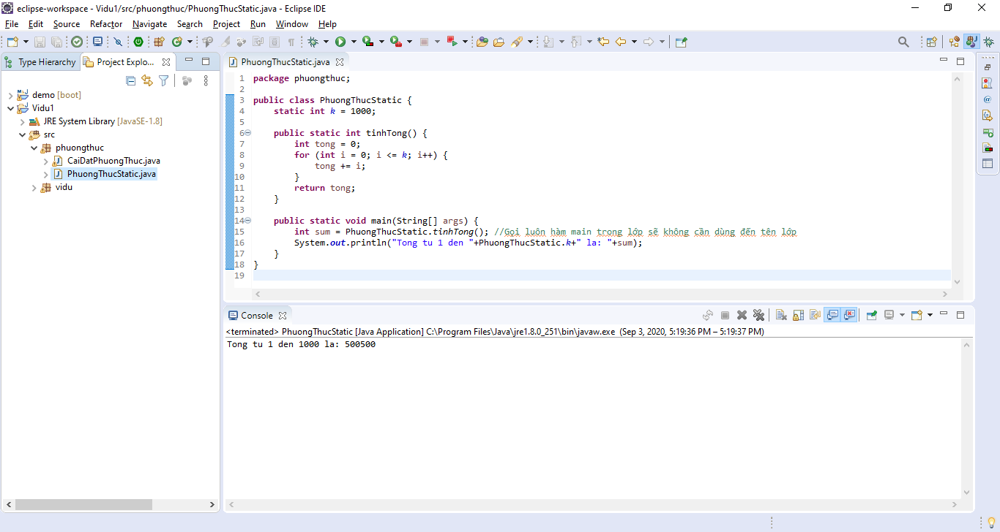 eclipse-workspace - Vidu1/src/phuongthuc/PhuongThucStatic.java - Eclipse IDE
File Edit Source Refactor Navigate Search Project Run Window Help
Type Hierarchy Project Explo...
demo [boot]
Vidu1
JRE System Library [JavaSE-1.8]
src
phuongthuc
CaiDatPhuongThuc.java
PhuongThucStatic.java
vidu
PhuongThucStatic.java
1 package phuongthuc;
2
3 public class PhuongThucStatic {
4 static int k = 1000;
5
6 public static int tinhTong() {
7 int tong = 0;
8 for (int i = 0; i <= k; i++) {
9 tong += i;
10 }
11 return tong;
12 }
13
14 public static void main(String[] args) {
15 int sum = PhuongThucStatic.tinhTong(); //Gọi luôn hàm main trong lớp sẽ không cần dùng đến tên lớp
16 System.out.println("Tong tu 1 den "+PhuongThucStatic.k+" la: "+sum);
17 }
18 }
19
Console
<terminated> PhuongThucStatic [Java Application] C:\Program Files\Java\jre1.8.0_251\bin\javaw.exe (Sep 3, 2020, 5:19:36 PM – 5:19:37 PM)
Tong tu 1 den 1000 la: 500500